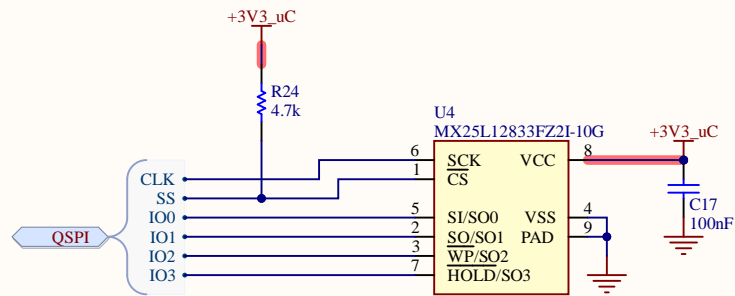 +3V3_uC
R24
4.7k
U4
MX25L12833FZ2I-10G
+3V3_uC
6 SCK VCC 8
1 CS
CLK
SS
C17
100nF
IO0 5 SI/SO0 VSS 4
QSPI IO1 2 SO/SO1 PAD 9
IO2 3 WP/SO2
IO3 7 HOLD/SO3